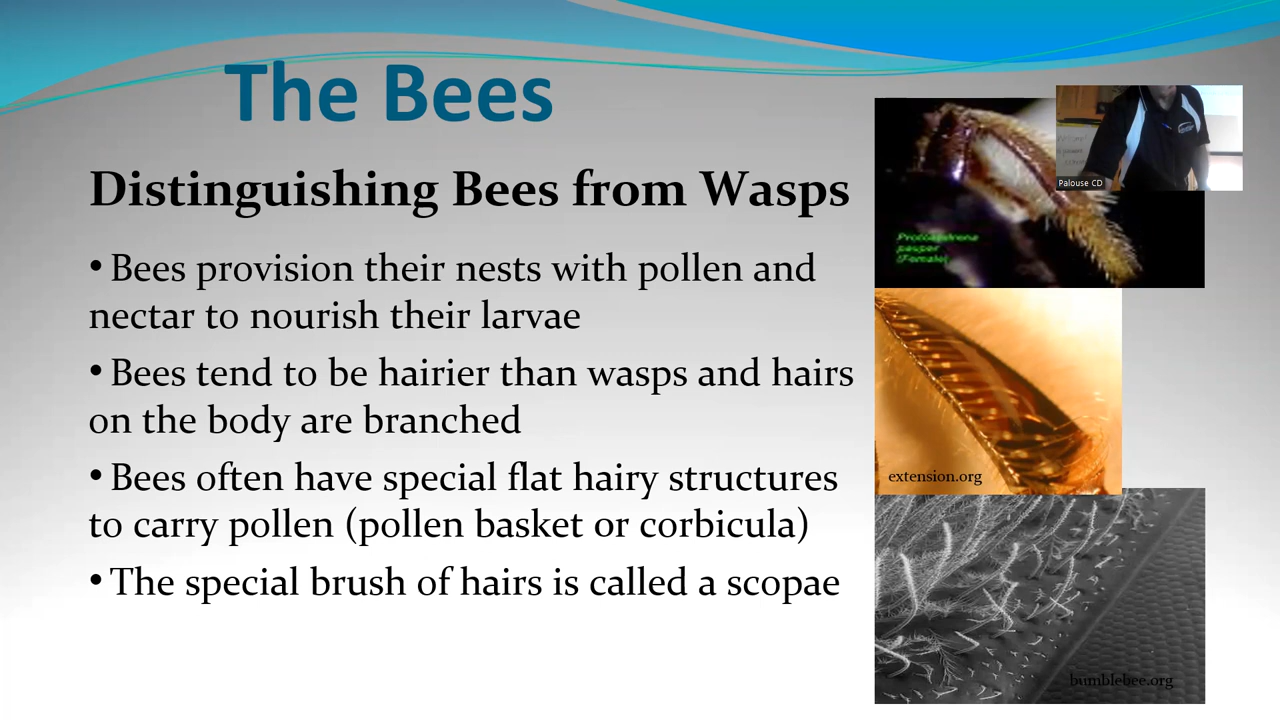 The Bees
Distinguishing Bees from Wasps
• Bees provision their nests with pollen and
nectar to nourish their larvae
• Bees tend to be hairier than wasps and hairs
on the body are branched
• Bees often have special flat hairy structures
to carry pollen (pollen basket or corbicula)
• The special brush of hairs is called a scopae
Palouse CD
(Female)
extension.org
bumblebee.org